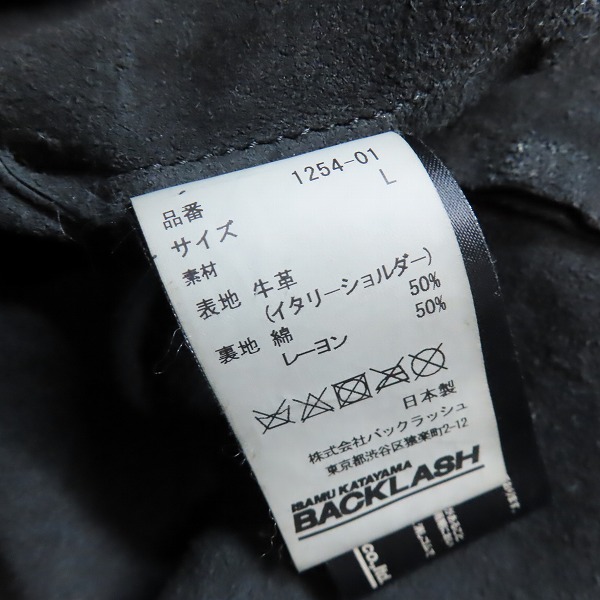 品番 1254-01
サイズ L
素材
表地 牛革
(イタリーショルダー)
裏地 綿 50%
レーヨン 50%
日本製
株式会社バックラッシュ
東京都渋谷区猿楽町2-12
ISAMU KATAYAMA
BACKLASH
co.,ltd.